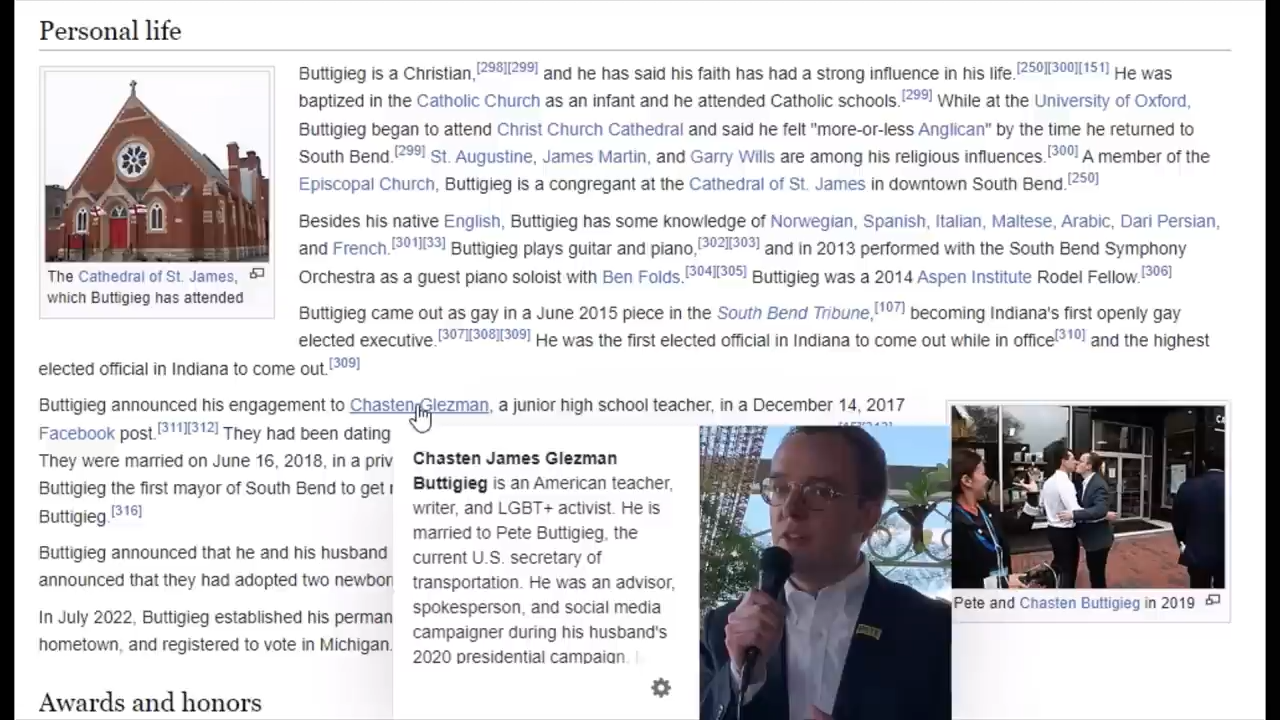 Personal life
Buttigieg is a Christian,[298][299] and he has said his faith has had a strong influence in his life.[250][300][151] He was
baptized in the Catholic Church as an infant and he attended Catholic schools.[299] While at the University of Oxford,
Buttigieg began to attend Christ Church Cathedral and said he felt "more-or-less Anglican" by the time he returned to
South Bend.[299] St. Augustine, James Martin, and Garry Wills are among his religious influences.[300] A member of the
Episcopal Church, Buttigieg is a congregant at the Cathedral of St. James in downtown South Bend.[250]
The Cathedral of St. James,
which Buttigieg has attended
Besides his native English, Buttigieg has some knowledge of Norwegian, Spanish, Italian, Maltese, Arabic, Dari Persian,
and French.[301][33] Buttigieg plays guitar and piano,[302][303] and in 2013 performed with the South Bend Symphony
Orchestra as a guest piano soloist with Ben Folds.[304][305] Buttigieg was a 2014 Aspen Institute Rodel Fellow.[306]
Buttigieg came out as gay in a June 2015 piece in the South Bend Tribune,[107] becoming Indiana's first openly gay
elected executive.[307][308][309] He was the first elected official in Indiana to come out while in office[310] and the highest
elected official in Indiana to come out.[309]
Buttigieg announced his engagement to Chasten Glezman, a junior high school teacher, in a December 14, 2017
Facebook post.[311][312] They had been dating
They were married on June 16, 2018, in a priv
Buttigieg the first mayor of South Bend to get
Buttigieg.[316]
Buttigieg announced that he and his husband
announced that they had adopted two newbor
In July 2022, Buttigieg established his perman
hometown, and registered to vote in Michigan.
Chasten James Glezman
Buttigieg is an American teacher,
writer, and LGBT+ activist. He is
married to Pete Buttigieg, the
current U.S. secretary of
transportation. He was an advisor,
spokesperson, and social media
campaigner during his husband's
2020 presidential campaign.
Pete and Chasten Buttigieg in 2019
Awards and honors